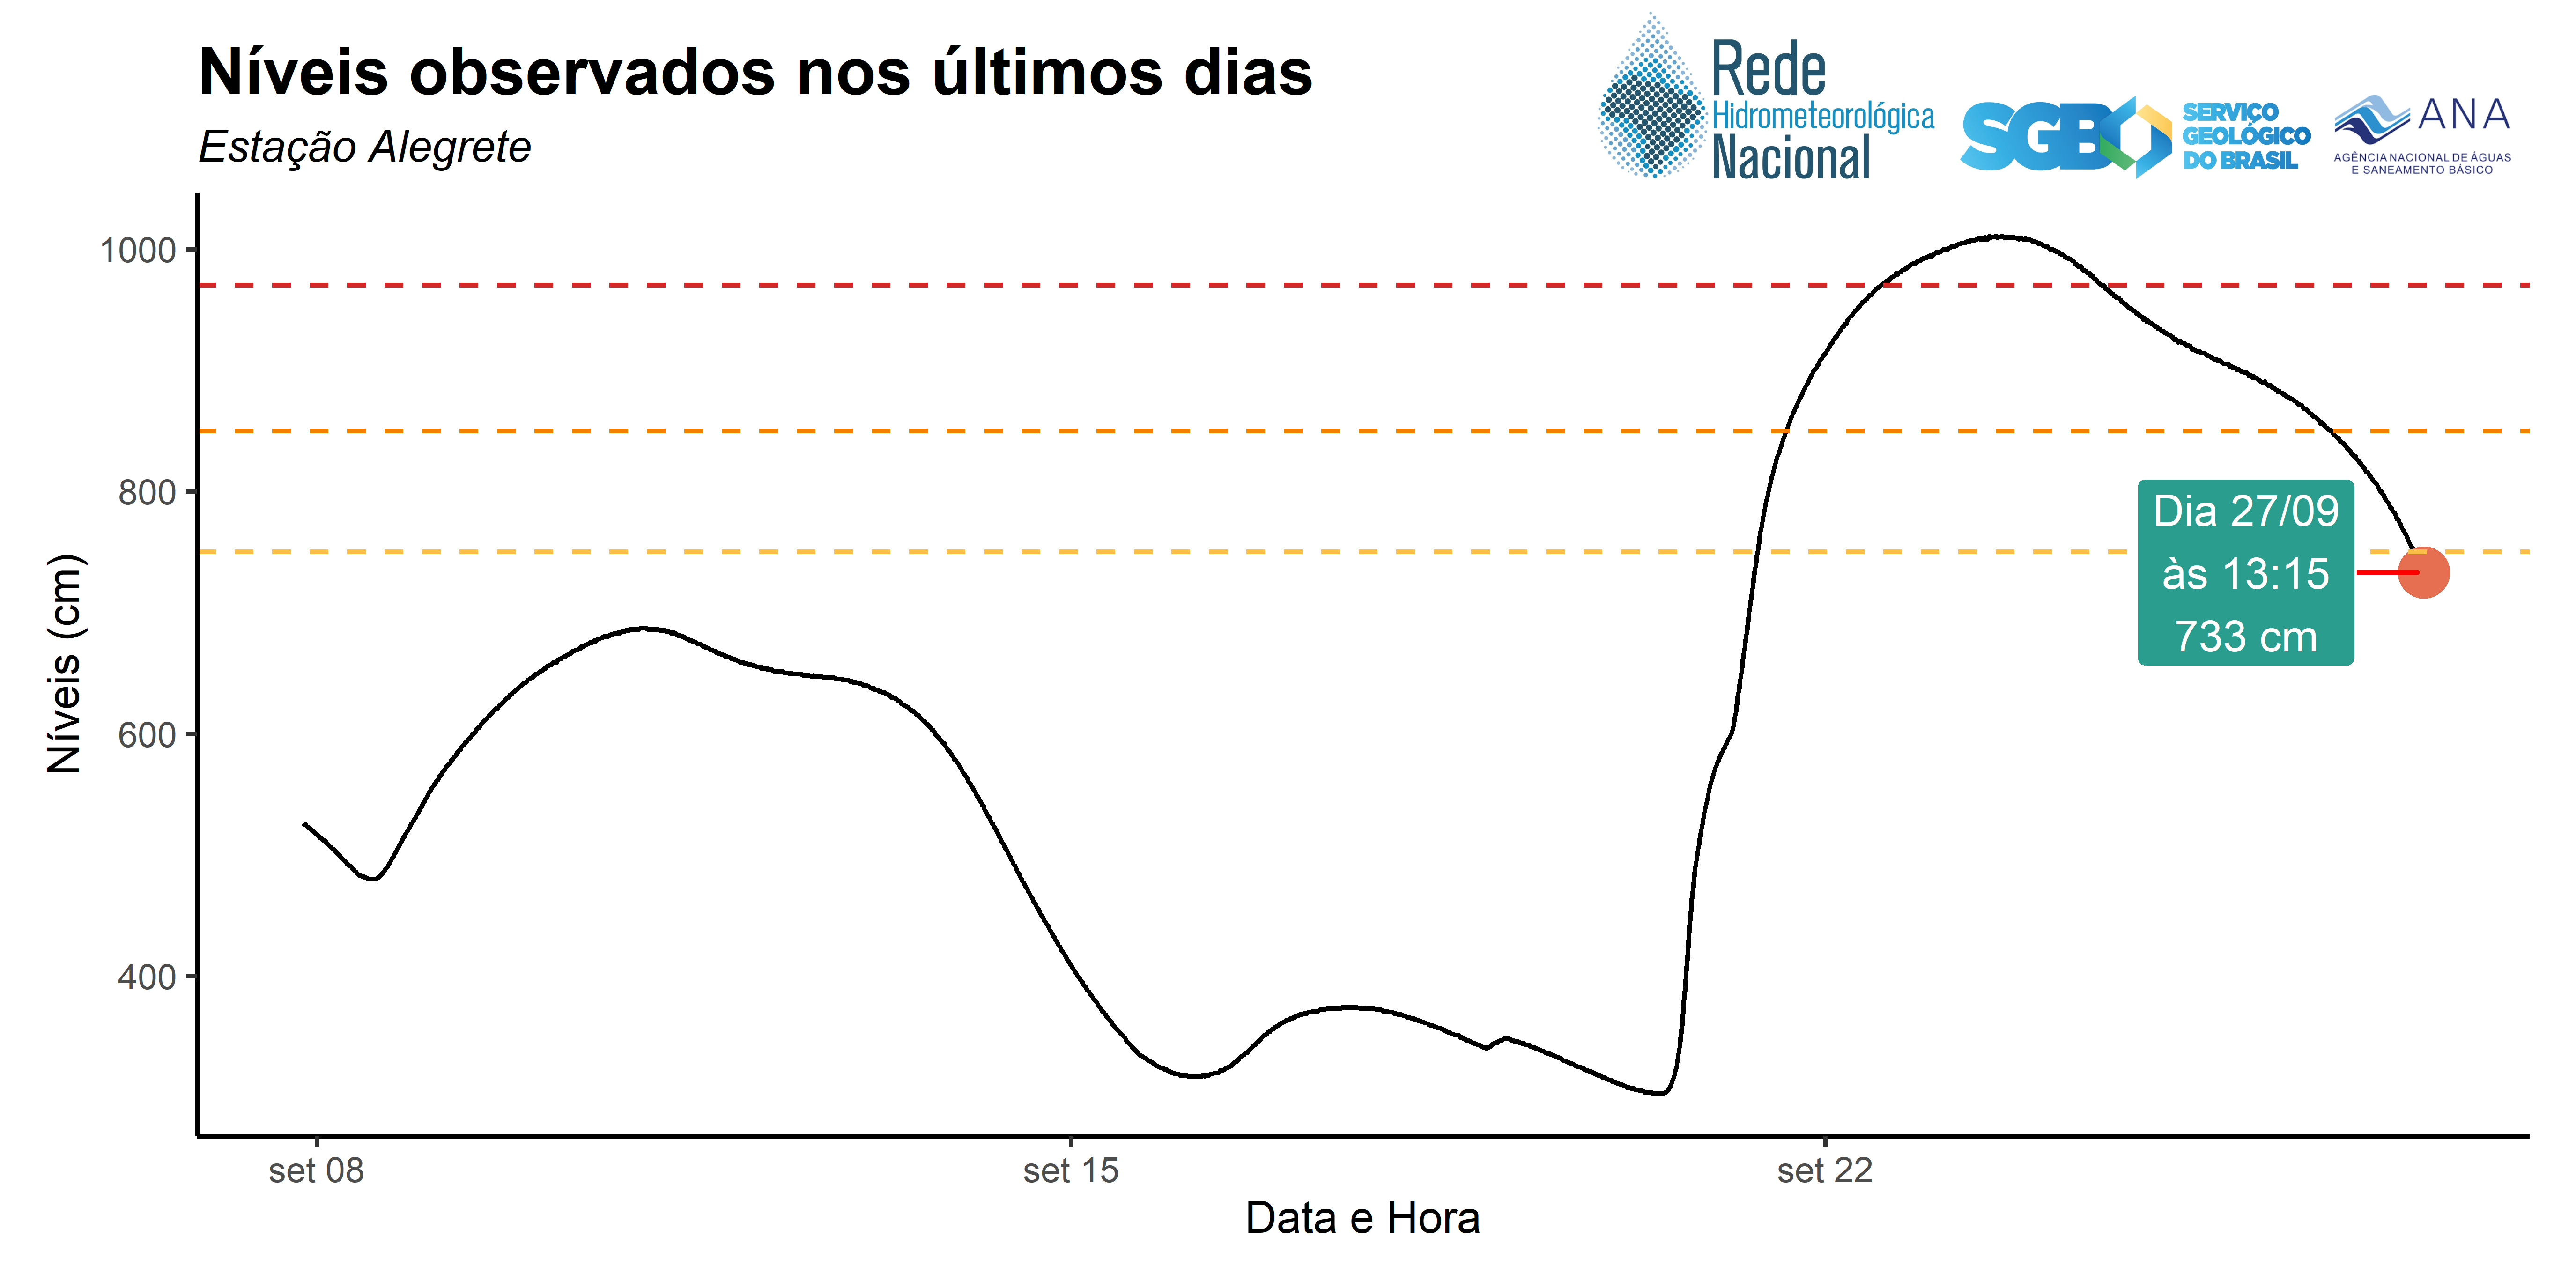 Níveis observados nos últimos dias
Estação Alegrete
Rede
Hidrometeorológica
Nacional
SGB
SERVIÇO
GEOLÓGICO
DO BRASIL
ANA
AGÊNCIA NACIONAL DE ÁGUAS
E SANEAMENTO BÁSICO
Níveis (cm)
1000
800
600
400
Dia 27/09
às 13:15
733 cm
set 08
set 15
set 22
Data e Hora